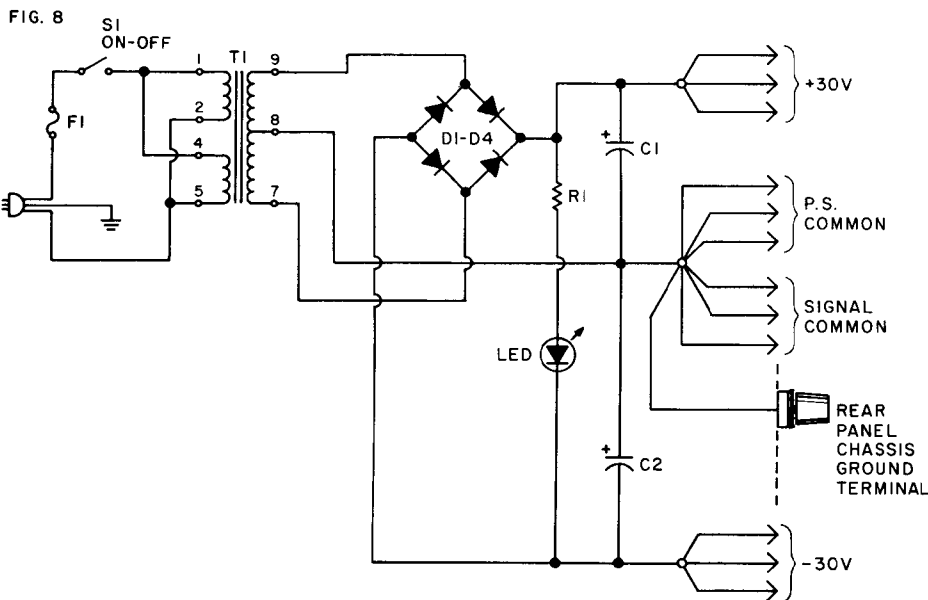 FIG. 8
S1
ON-OFF
F1
T1
1
2
4
5
9
8
7
D1-D4
+
C1
R1
LED
+
C2
+30V
P.S.
COMMON
SIGNAL
COMMON
REAR
PANEL
CHASSIS
GROUND
TERMINAL
-30V